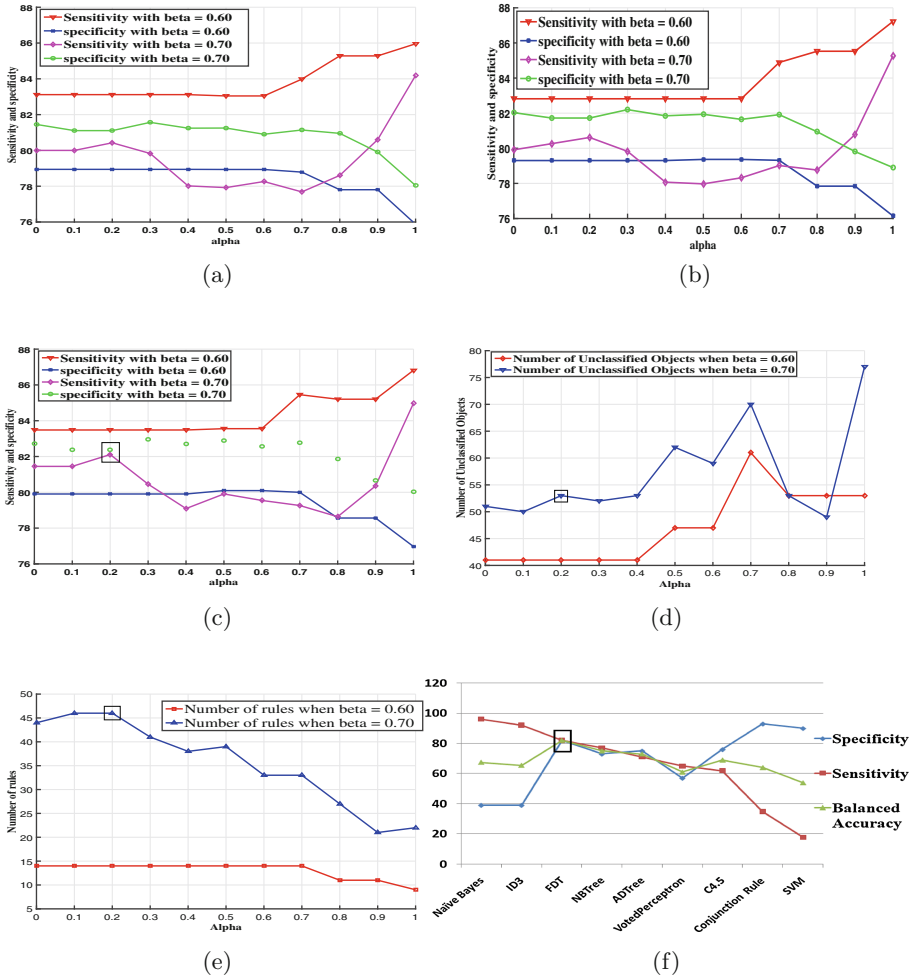 88
86
84
82
80
78
76
Sensitivity and specificity
Sensitivity with beta = 0.60
specificity with beta = 0.60
Sensitivity with beta = 0.70
specificity with beta = 0.70
0 0.1 0.2 0.3 0.4 0.5 0.6 0.7 0.8 0.9 1
alpha
(a)
88
86
84
82
80
78
76
Sensitivity and specificity
Sensitivity with beta = 0.60
specificity with beta = 0.60
Sensitivity with beta = 0.70
specificity with beta = 0.70
0 0.1 0.2 0.3 0.4 0.5 0.6 0.7 0.8 0.9 1
alpha
(b)
88
86
84
82
80
78
76
Sensitivity and specificity
Sensitivity with beta = 0.60
specificity with beta = 0.60
Sensitivity with beta = 0.70
specificity with beta = 0.70
0 0.1 0.2 0.3 0.4 0.5 0.6 0.7 0.8 0.9 1
alpha
(c)
80
75
70
65
60
55
50
45
40
Number of Unclassified Objects
Number of Unclassified Objects when beta = 0.60
Number of Unclassified Objects when beta = 0.70
0 0.1 0.2 0.3 0.4 0.5 0.6 0.7 0.8 0.9 1
Alpha
(d)
50
45
40
35
30
25
20
15
10
5
Number of rules
Number of rules when beta = 0.60
Number of rules when beta = 0.70
0 0.1 0.2 0.3 0.4 0.5 0.6 0.7 0.8 0.9 1
Alpha
(e)
120
100
80
60
40
20
0
Specificity
Sensitivity
Balanced
Accuracy
Naïve Bayes
ID3
FDT
NBTree
ADTree
VotedPerceptron
C4.5
Conjunction Rule
SVM
(f)